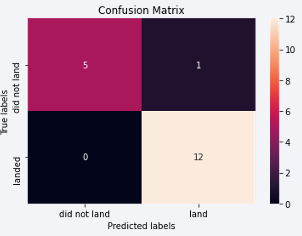 Confusion Matrix
True labels
did not land
landed
5
1
0
12
did not land
land
Predicted labels
12
10
8
6
4
2
0